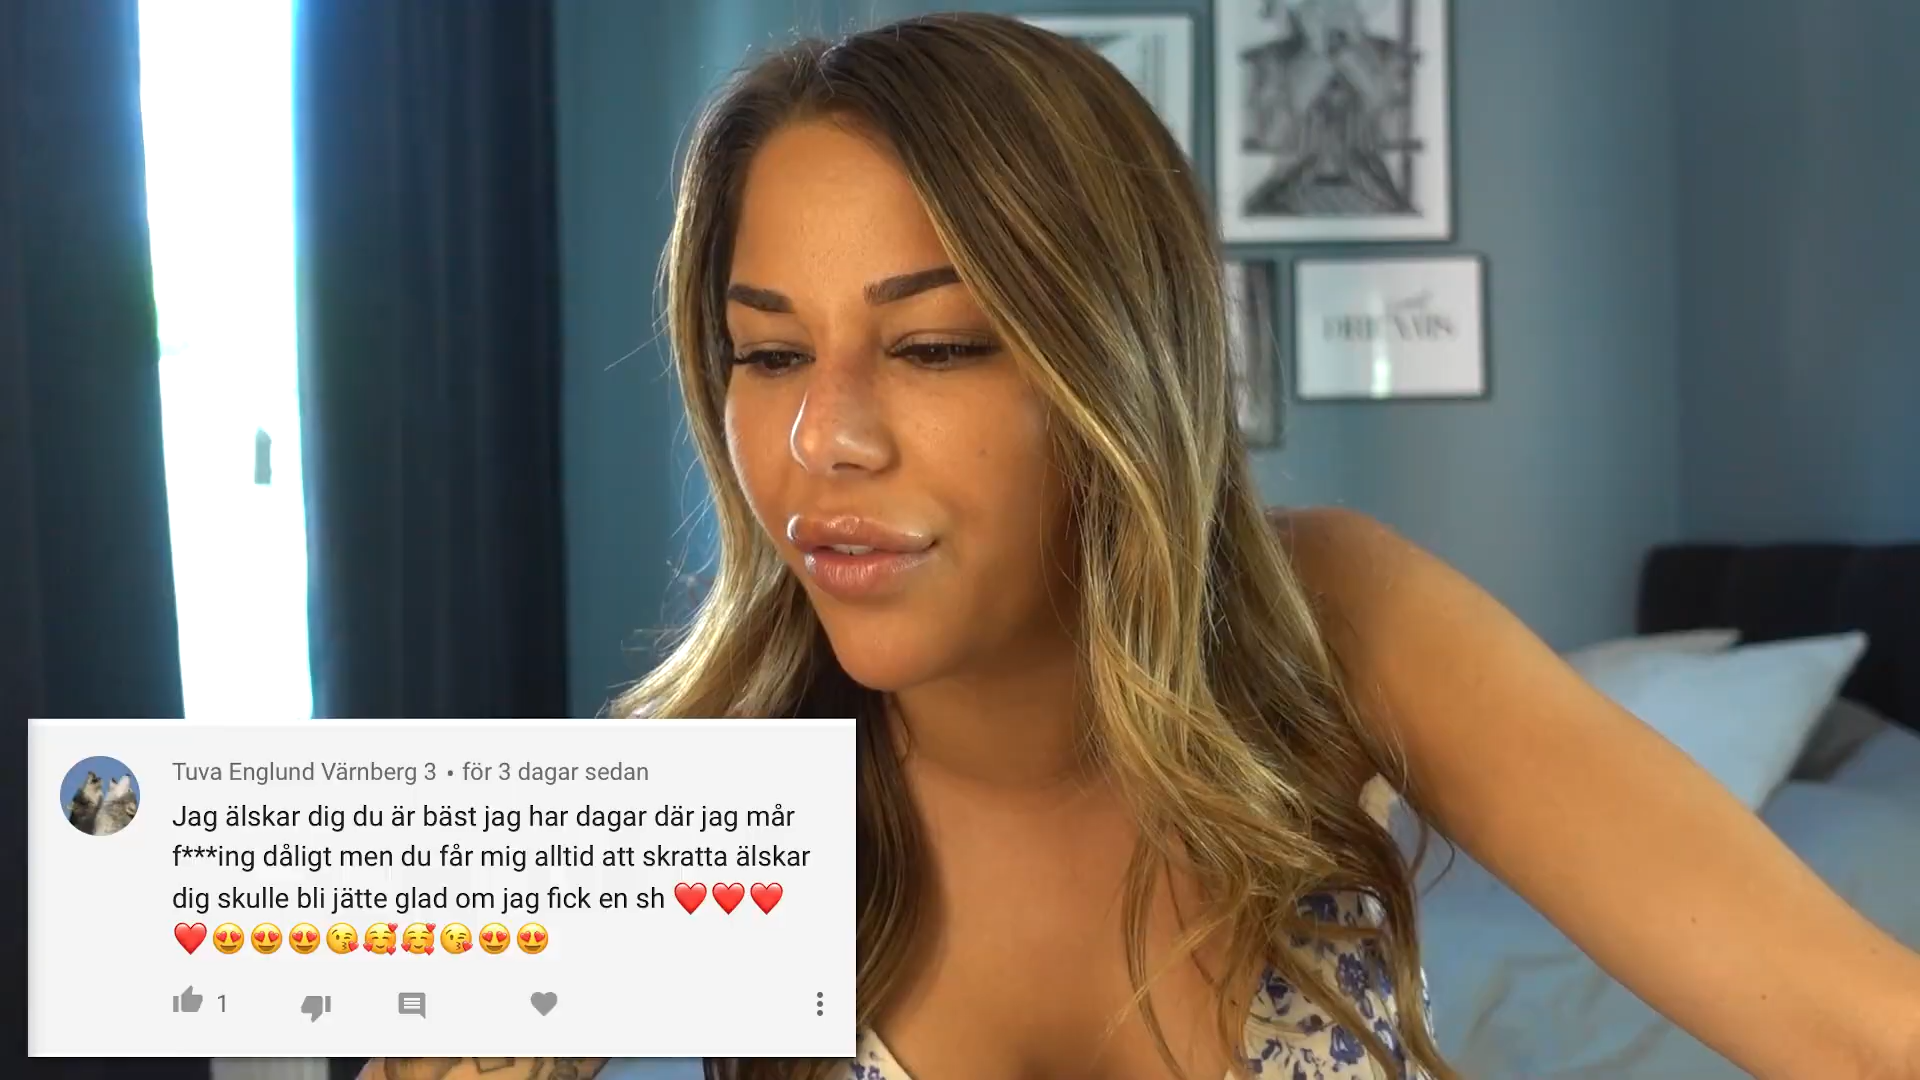 DREAMS
Tuva Englund Värnberg 3 • för 3 dagar sedan
Jag älskar dig du är bäst jag har dagar där jag mår
f***ing dåligt men du får mig alltid att skratta älskar
dig skulle bli jätte glad om jag fick en sh ❤️❤️❤️
❤️😍😍😍😘🥰🥰😘😍😍
1